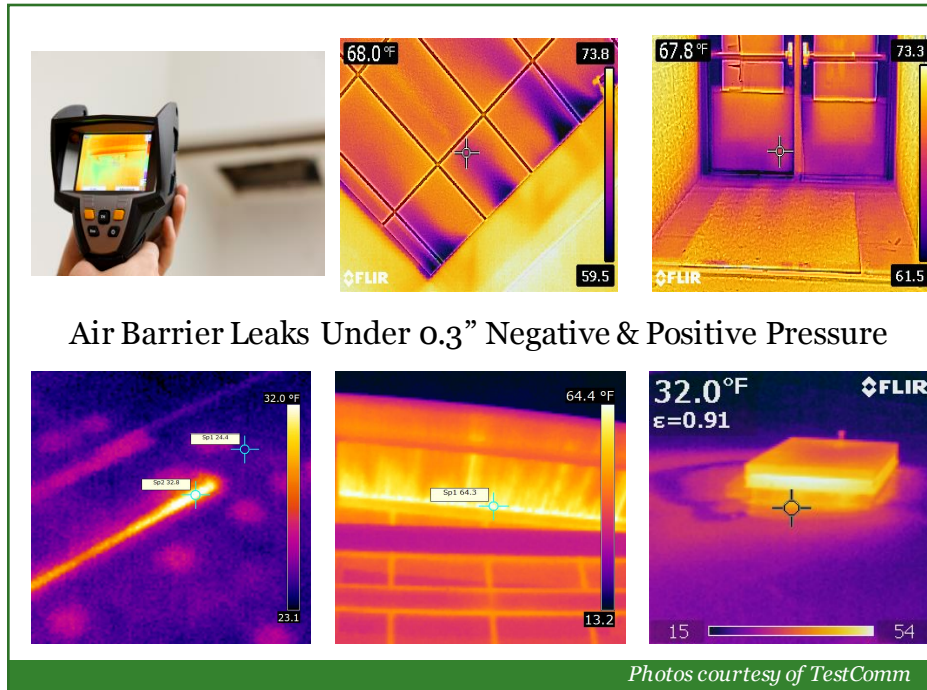 68.0 °F
73.8
59.5
FLIR
67.8 °F
73.3
61.5
FLIR
Air Barrier Leaks Under 0.3” Negative & Positive Pressure
32.0 °F
Sp1 24.4
Sp2 32.8
23.1
64.4 °F
Sp1 64.3
13.2
32.0°F
FLIR
ε=0.91
15
54
Photos courtesy of TestComm